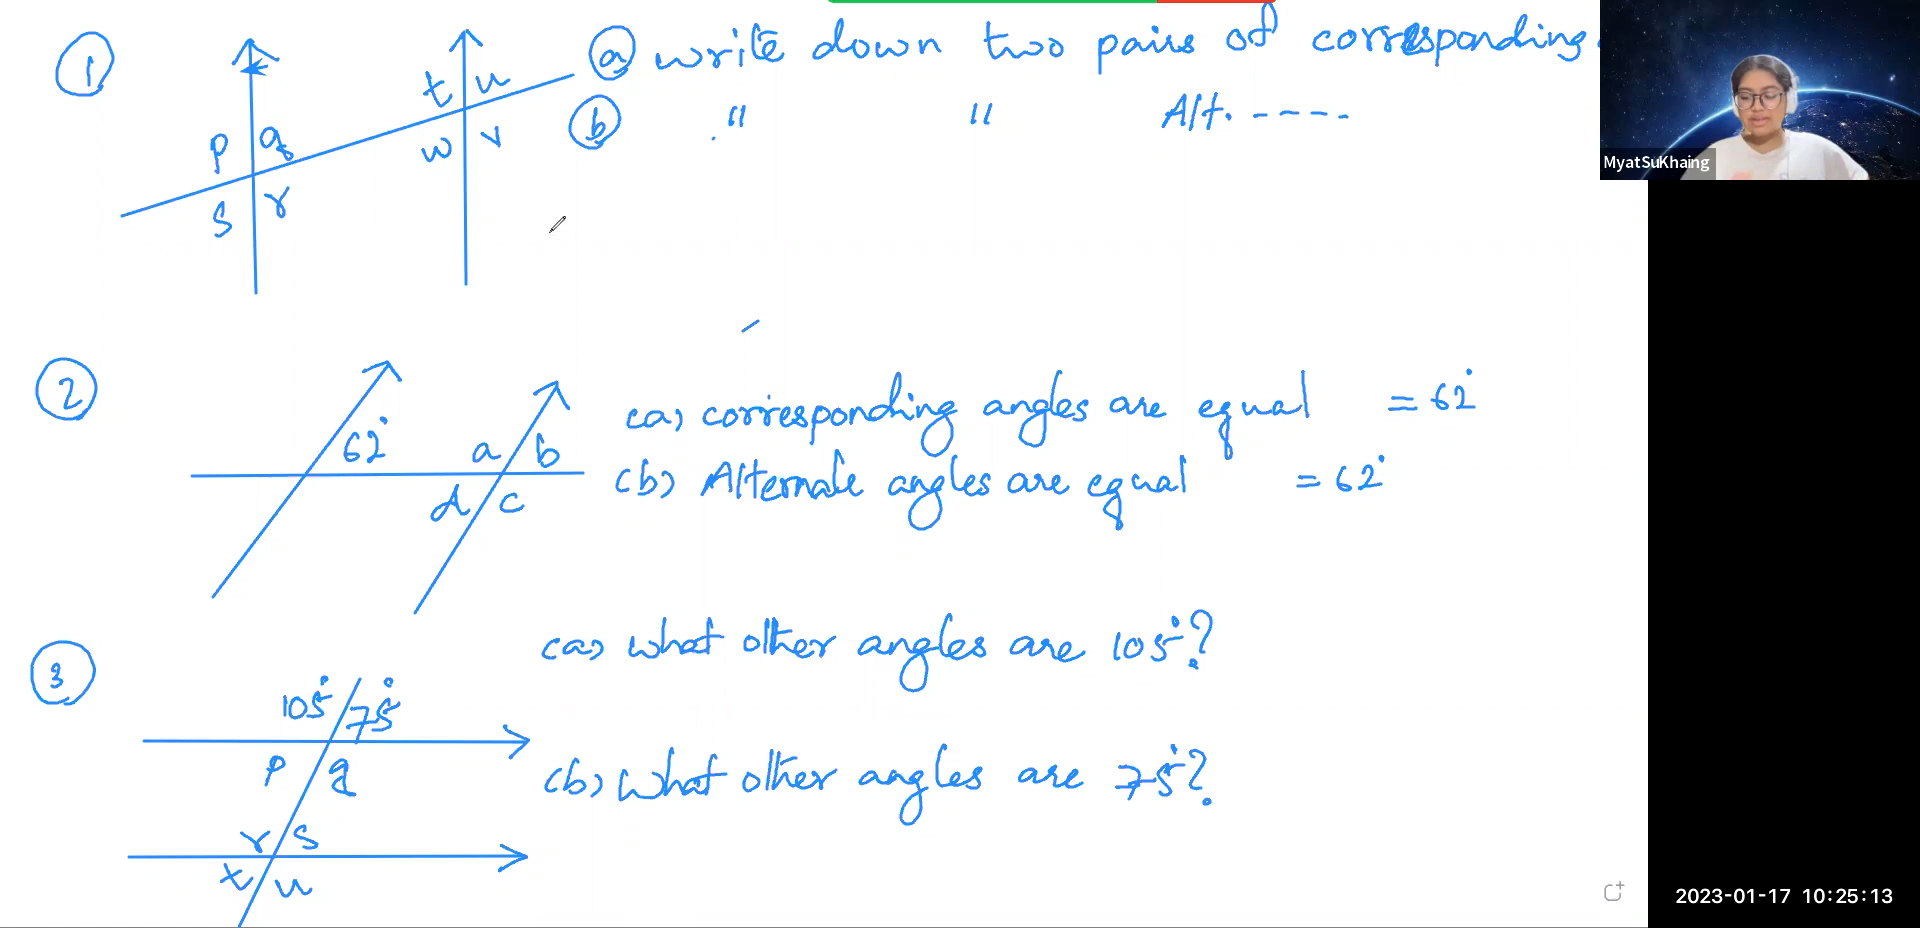 1
t u
p q
w v
s r
a write down two pairs of corresponding
b " " Alt. ----
MyatSuKhaing
2
62°
a b
d c
(a) corresponding angles are equal = 62°
(b) Alternate angles are equal = 62°
3
105° 75°
p q
r s
t u
(a) what other angles are 105°?
(b) What other angles are 75°?
2023-01-17 10:25:13